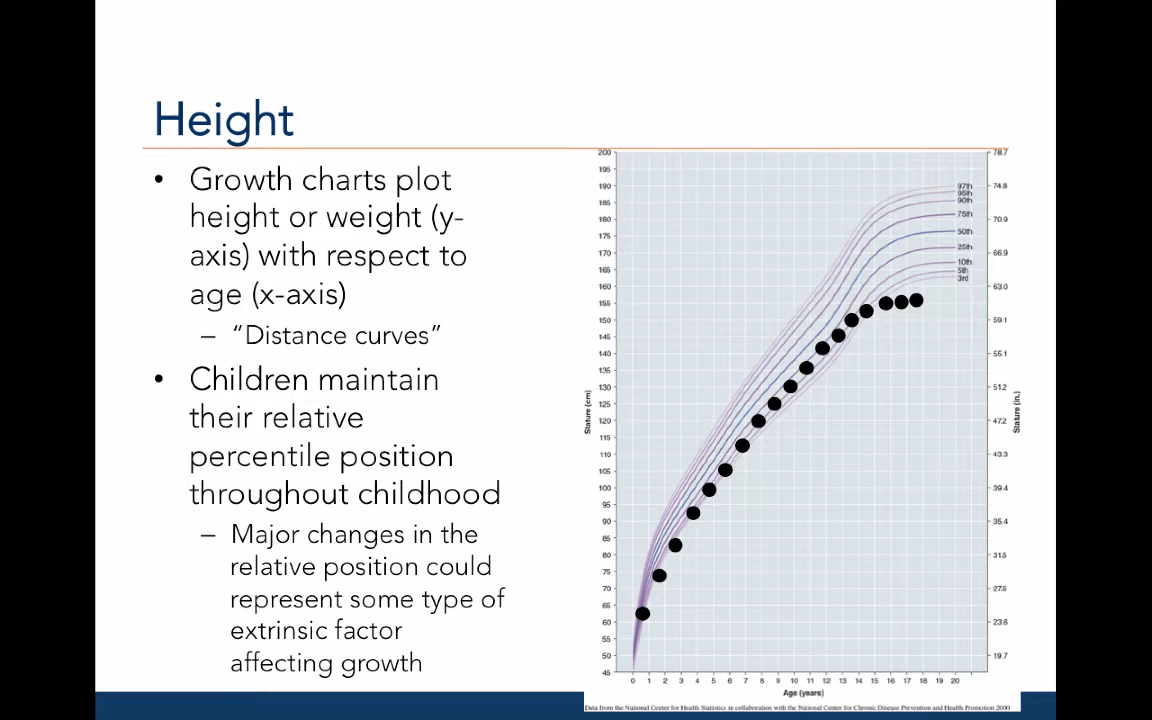 Height
• Growth charts plot
height or weight (y-
axis) with respect to
age (x-axis)
– “Distance curves”
• Children maintain
their relative
percentile position
throughout childhood
– Major changes in the
relative position could
represent some type of
extrinsic factor
affecting growth
200
195
190
185
180
175
170
165
160
155
150
145
140
135
130
125
120
115
110
105
100
95
90
85
80
75
70
65
60
55
50
45
Stature (cm)
97th
95th
90th
75th
50th
25th
10th
5th
3rd
78.7
74.8
70.9
66.9
63.0
59.1
55.1
51.2
47.2
43.3
39.4
35.4
31.5
27.6
23.6
19.7
Stature (in.)
0 1 2 3 4 5 6 7 8 9 10 11 12 13 14 15 16 17 18 19 20
Age (years)
Data from the National Center for Health Statistics in collaboration with the National Center for Chronic Disease Prevention and Health Promotion 2000